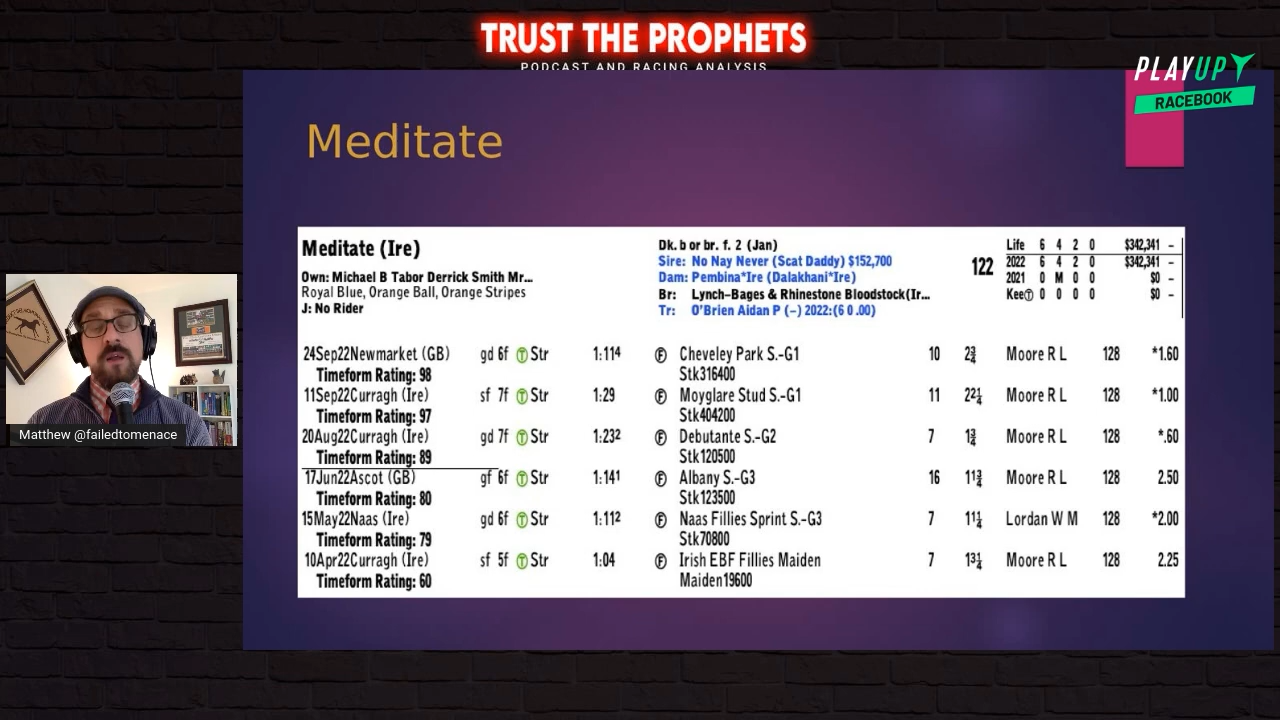 TRUST THE PROPHETS
PODCAST AND RACING ANALYSIS
PLAYUP
RACEBOOK
Meditate
Meditate (Ire)
Own: Michael B Tabor Derrick Smith Mr...
Royal Blue, Orange Ball, Orange Stripes
J: No Rider
Dk. b or br. f. 2 (Jan)
Sire: No Nay Never (Scat Daddy) $152,700
Dam: Pembina*Ire (Dalakhani*Ire)
Br: Lynch-Bages & Rhinestone Bloodstock(Ir...
Tr: O'Brien Aidan P (-) 2022:(6 0 .00)
122
Life 6 4 2 0 $342,341 -
2022 6 4 2 0 $342,341 -
2021 0 M 0 0 $0 -
KeeⓉ 0 0 0 0 $0 -
24Sep22Newmarket (GB) gd 6f Ⓣ Str 1:11⁴ Ⓕ Cheveley Park S.-G1 10 2¾ Moore R L 128 *1.60
Timeform Rating: 98 Stk316400
11Sep22Curragh (Ire) sf 7f Ⓣ Str 1:29 Ⓕ Moyglare Stud S.-G1 11 22¼ Moore R L 128 *1.00
Timeform Rating: 97 Stk404200
20Aug22Curragh (Ire) gd 7f Ⓣ Str 1:23² Ⓕ Debutante S.-G2 7 1¾ Moore R L 128 *.60
Timeform Rating: 89 Stk120500
17Jun22Ascot (GB) gf 6f Ⓣ Str 1:14¹ Ⓕ Albany S.-G3 16 11¾ Moore R L 128 2.50
Timeform Rating: 80 Stk123500
15May22Naas (Ire) gd 6f Ⓣ Str 1:11² Ⓕ Naas Fillies Sprint S.-G3 7 11¼ Lordan W M 128 *2.00
Timeform Rating: 79 Stk70800
10Apr22Curragh (Ire) sf 5f Ⓣ Str 1:04 Ⓕ Irish EBF Fillies Maiden 7 13¼ Moore R L 128 2.25
Timeform Rating: 60 Maiden19600
Matthew @failedtomenace